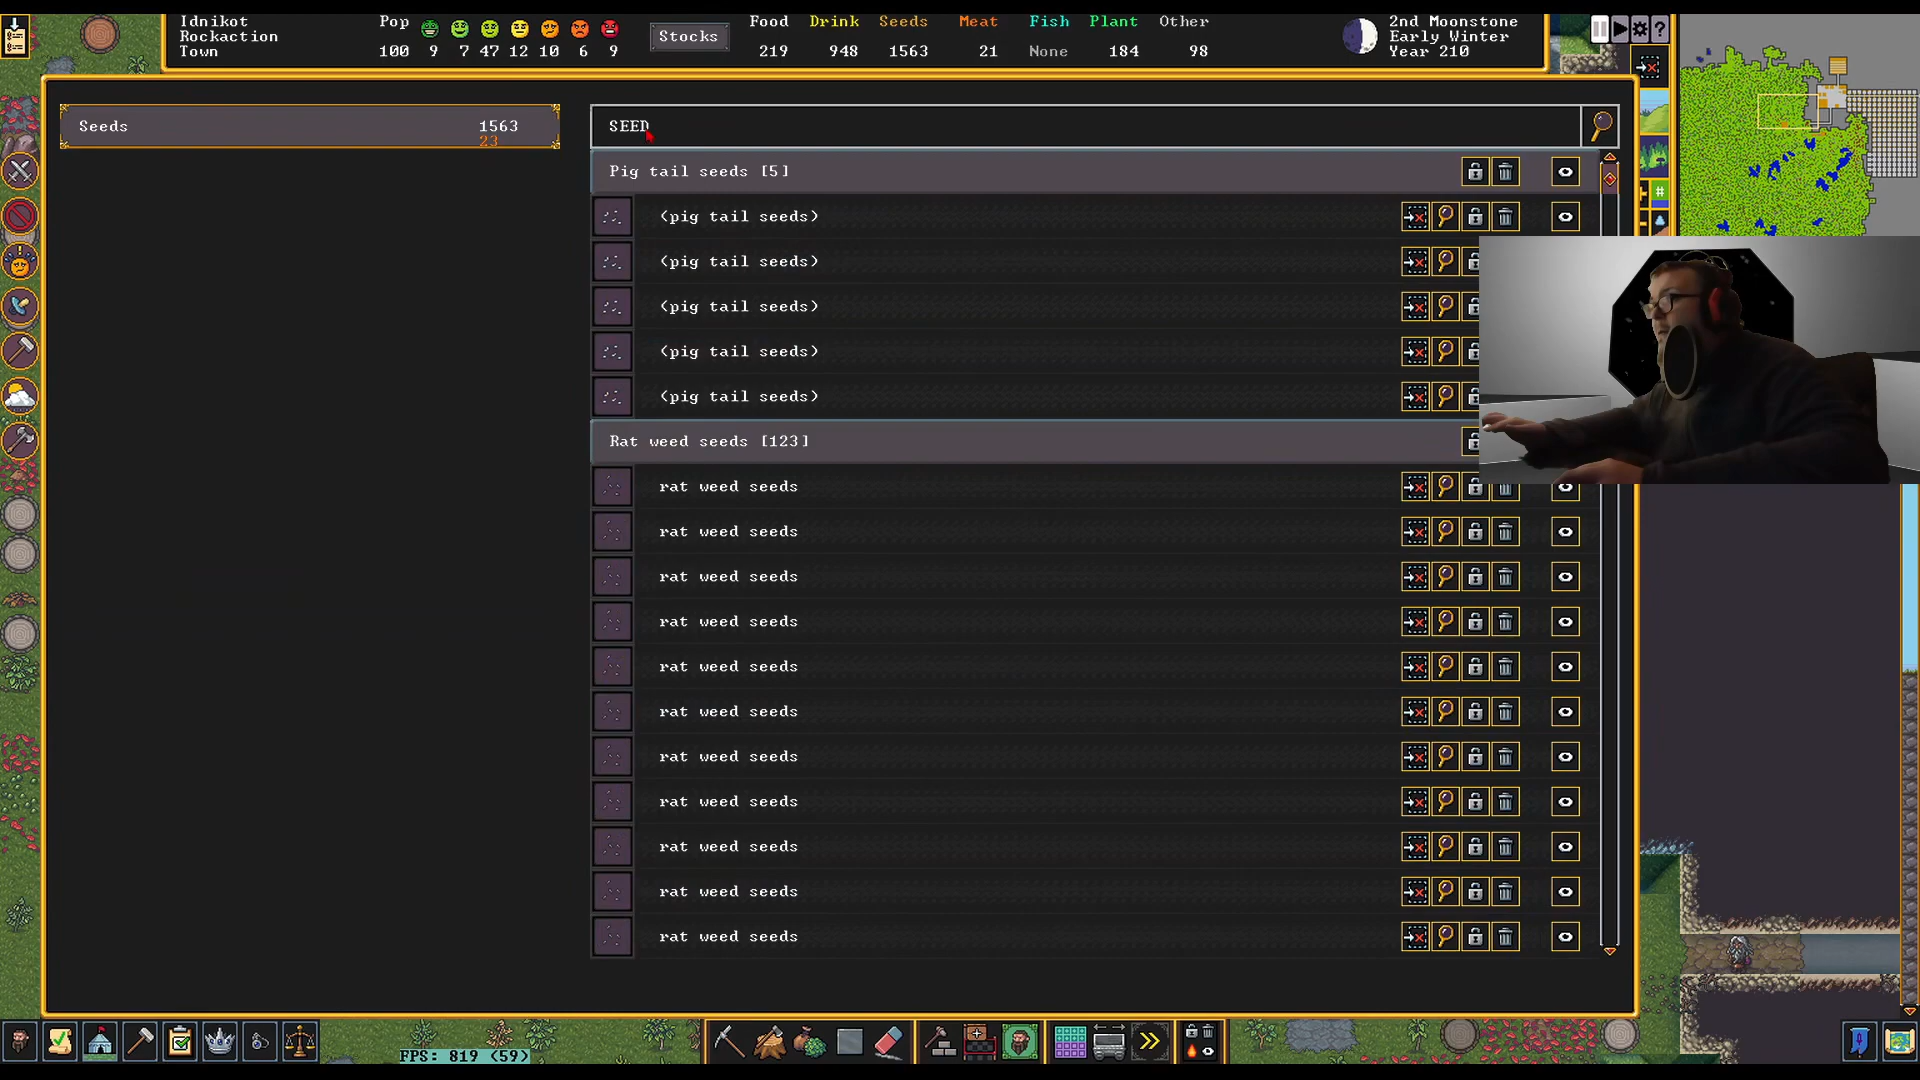 Idnikot
Rockaction
Town
Pop
100 9 7 47 12 10 6 9
Stocks
Food Drink Seeds Meat Fish Plant Other
219 948 1563 21 None 184 98
2nd Moonstone
Early Winter
Year 210
Seeds 1563
23
SEED
Pig tail seeds [5]
(pig tail seeds)
(pig tail seeds)
(pig tail seeds)
(pig tail seeds)
(pig tail seeds)
Rat weed seeds [123]
rat weed seeds
rat weed seeds
rat weed seeds
rat weed seeds
rat weed seeds
rat weed seeds
rat weed seeds
rat weed seeds
rat weed seeds
rat weed seeds
rat weed seeds
FPS: 819 (59)